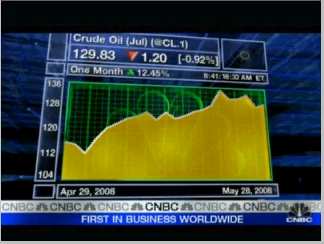 Crude Oil (Jul) (@CL.1)
129.83 ▼ 1.20 [-0.92%]
One Month ▲ 12.45% 8:41:18:33 AM ET
136
128
120
112
104
Apr 29, 2008 May 28, 2008
CNBC CNBC CNBC CNBC CNBC CNBC CNBC
FIRST IN BUSINESS WORLDWIDE
CNBC